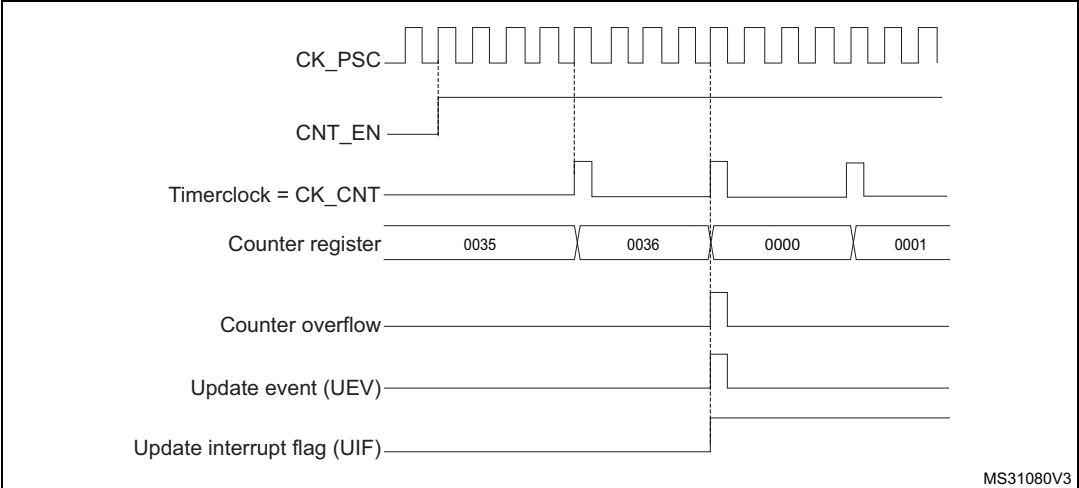 CK_PSC
CNT_EN
Timerclock = CK_CNT
Counter register 0035 0036 0000 0001
Counter overflow
Update event (UEV)
Update interrupt flag (UIF)
MS31080V3